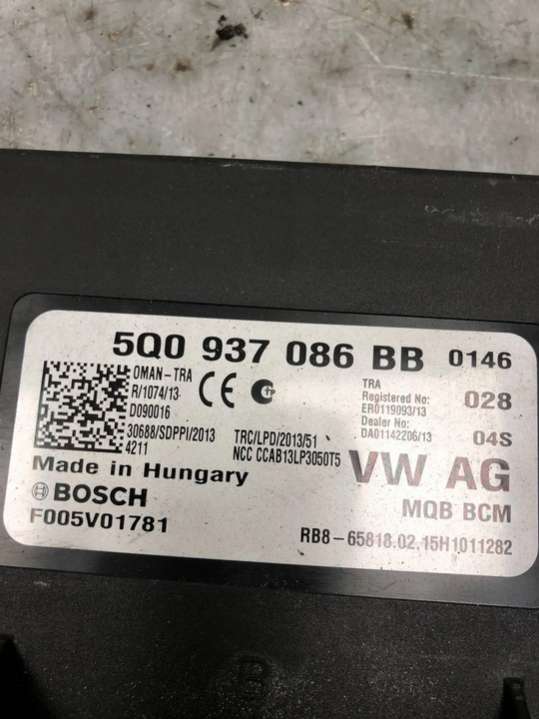 5Q0 937 086 BB 0146
OMAN-TRA
R/1074/13
D090016
30688/SDPPI/2013
4211
CE
TRC/LPD/2013/51
NCC CCAB13LP3050T5
TRA
Registered No:
ER0119093/13
Dealer No:
DA01142206/13
028
04S
Made in Hungary
VW AG
BOSCH
MQB BCM
F005V01781
RB8-65818.02.15H1011282